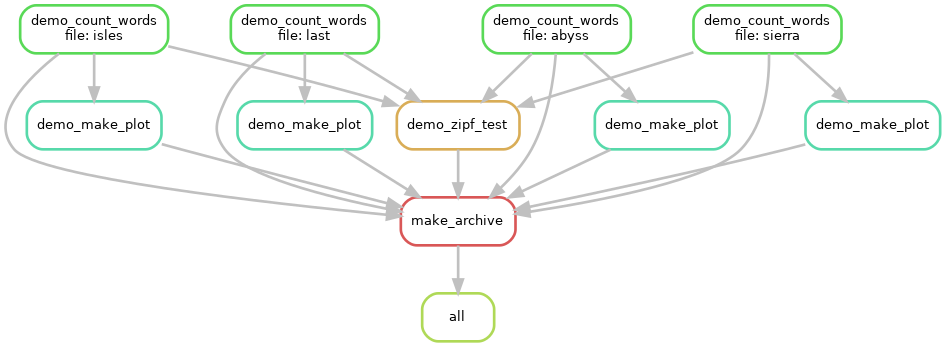 demo_count_words
file: isles
demo_count_words
file: last
demo_count_words
file: abyss
demo_count_words
file: sierra
demo_make_plot
demo_make_plot
demo_zipf_test
demo_make_plot
demo_make_plot
make_archive
all